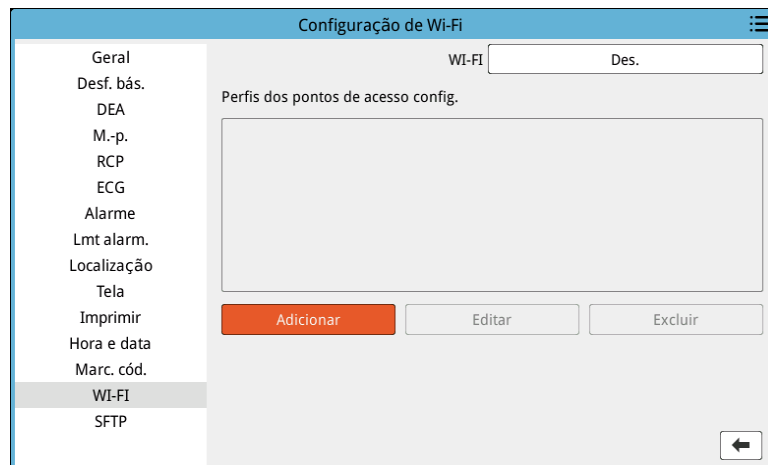 Configuração de Wi-Fi
Geral
Desf. bás.
DEA
M.-p.
RCP
ECG
Alarme
Lmt alarm.
Localização
Tela
Imprimir
Hora e data
Marc. cód.
WI-FI
SFTP
WI-FI Des.
Perfis dos pontos de acesso config.
Adicionar Editar Excluir